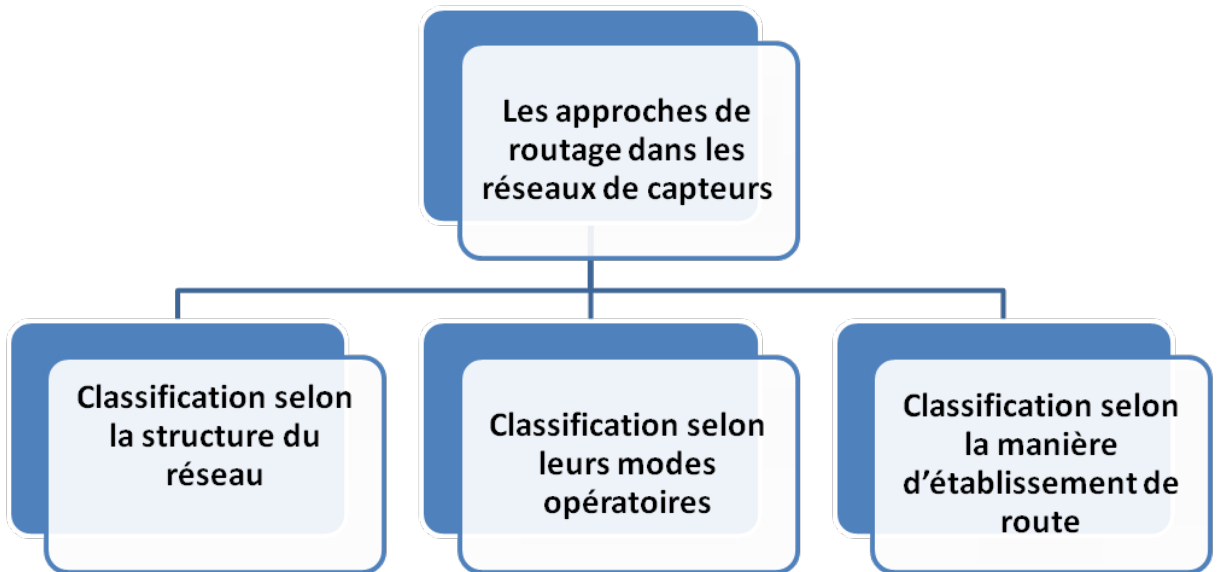 Les approches de
routage dans les
réseaux de capteurs
Classification selon
la structure du
réseau
Classification selon
leurs modes
opératoires
Classification selon
la manière
d'établissement de
route